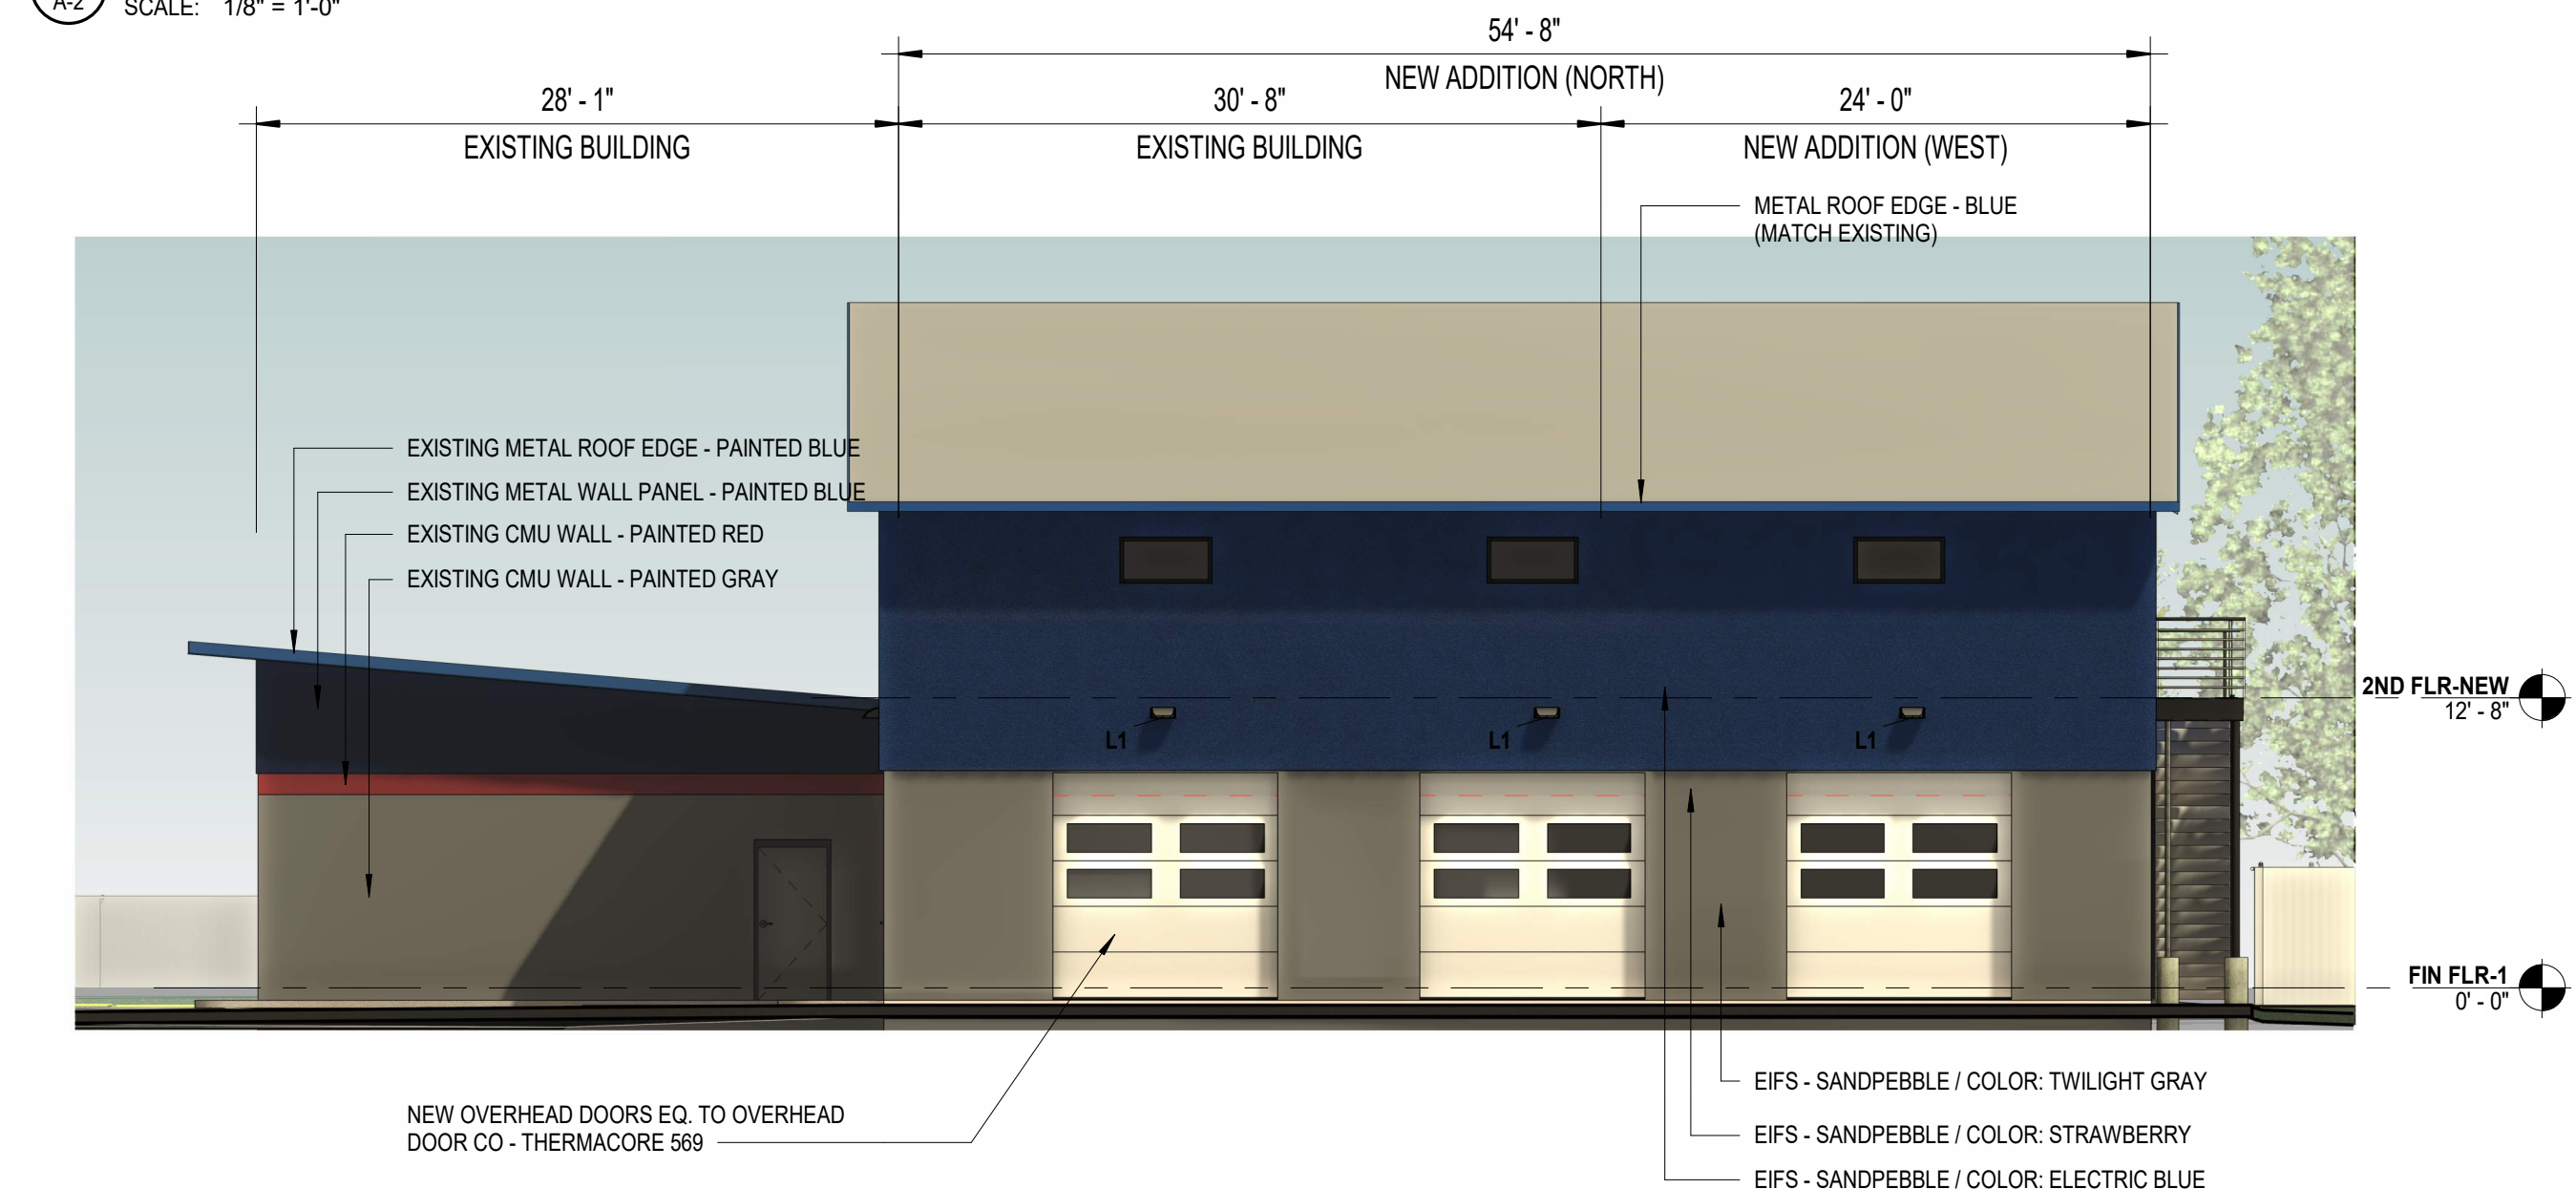 A-2
SCALE: 1/8" = 1'-0"
54' - 8"
NEW ADDITION (NORTH)
28' - 1"
EXISTING BUILDING
30' - 8"
EXISTING BUILDING
24' - 0"
NEW ADDITION (WEST)
METAL ROOF EDGE - BLUE
(MATCH EXISTING)
EXISTING METAL ROOF EDGE - PAINTED BLUE
EXISTING METAL WALL PANEL - PAINTED BLUE
EXISTING CMU WALL - PAINTED RED
EXISTING CMU WALL - PAINTED GRAY
2ND FLR-NEW
12' - 8"
L1
L1
L1
FIN FLR-1
0' - 0"
NEW OVERHEAD DOORS EQ. TO OVERHEAD
DOOR CO - THERMACORE 569
EIFS - SANDPEBBLE / COLOR: TWILIGHT GRAY
EIFS - SANDPEBBLE / COLOR: STRAWBERRY
EIFS - SANDPEBBLE / COLOR: ELECTRIC BLUE